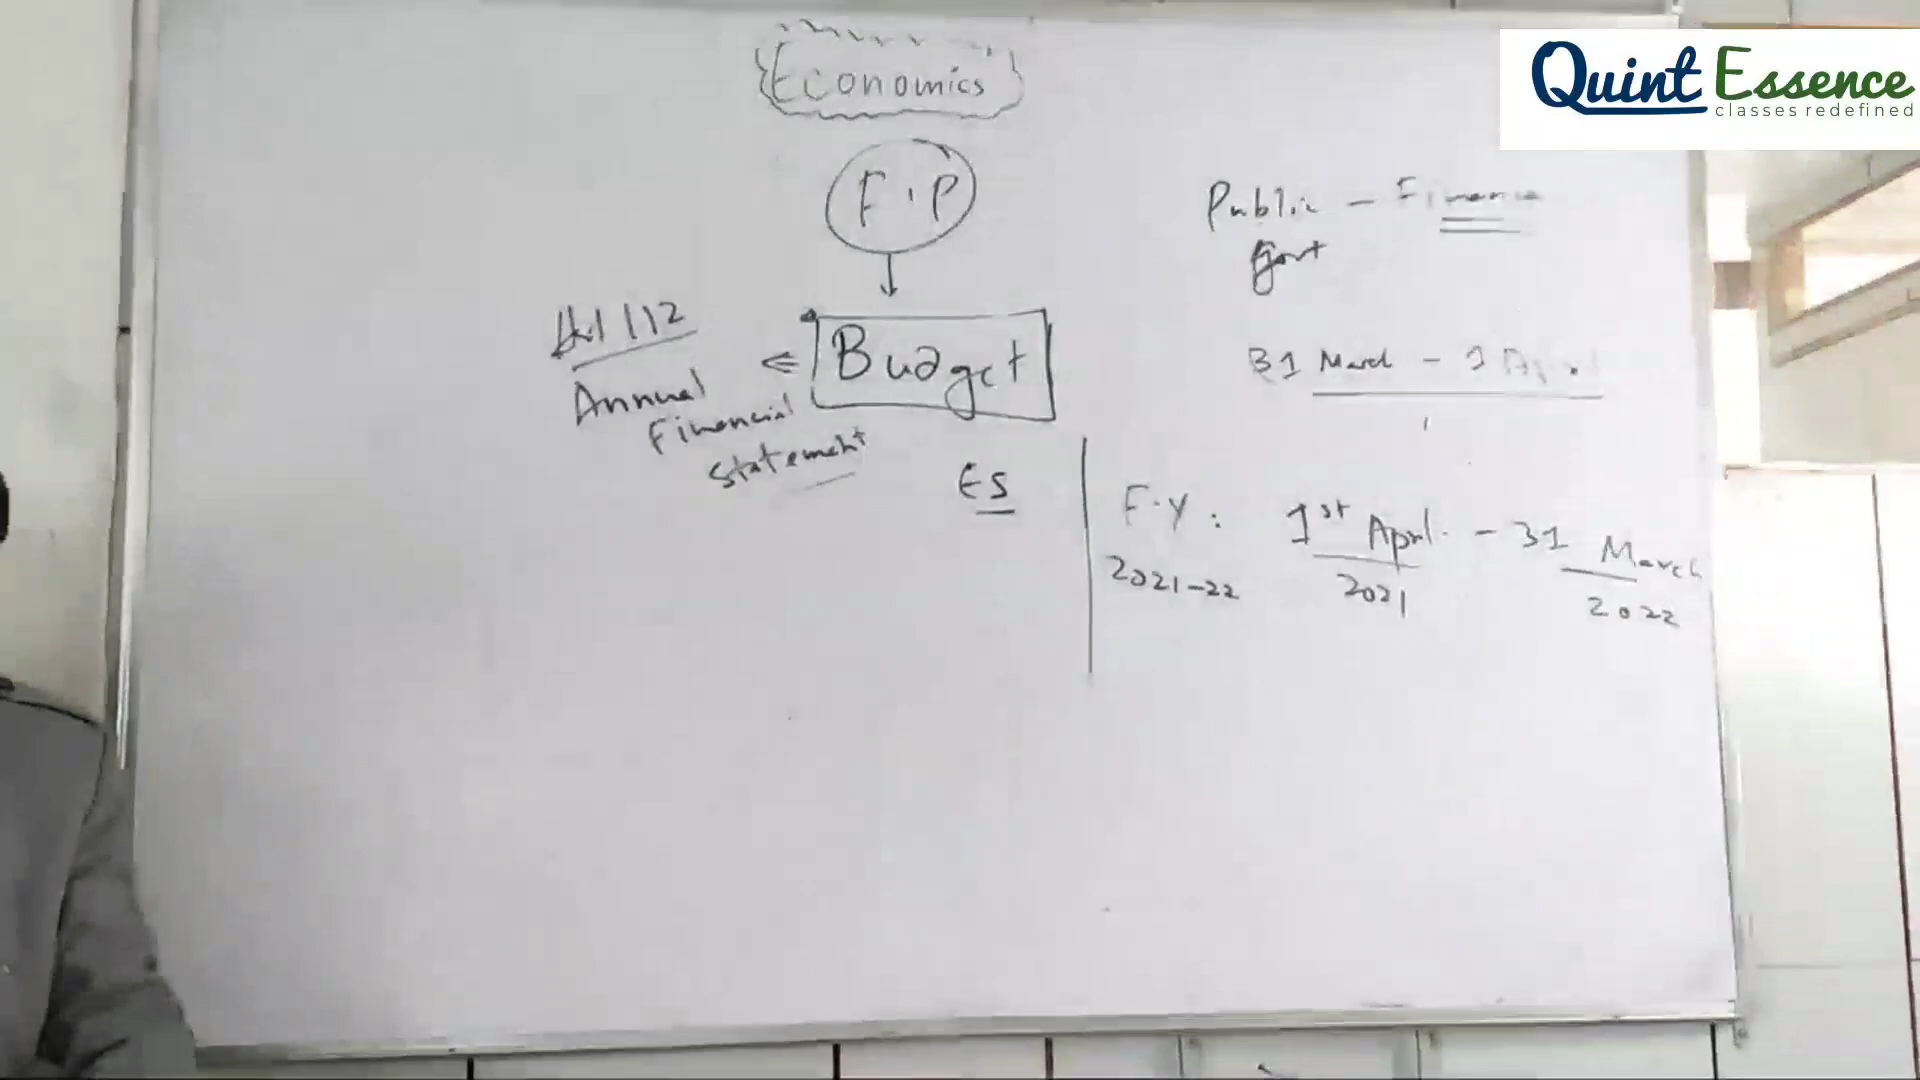 Quint Essence
classes redefined
Economics
F.P
Public - Finance
Govt
Art 112
Budget
Annual
Financial
Statement
31 March - 1 April
ES
F.Y : 1st April - 31 March
2021-22 2021 2022